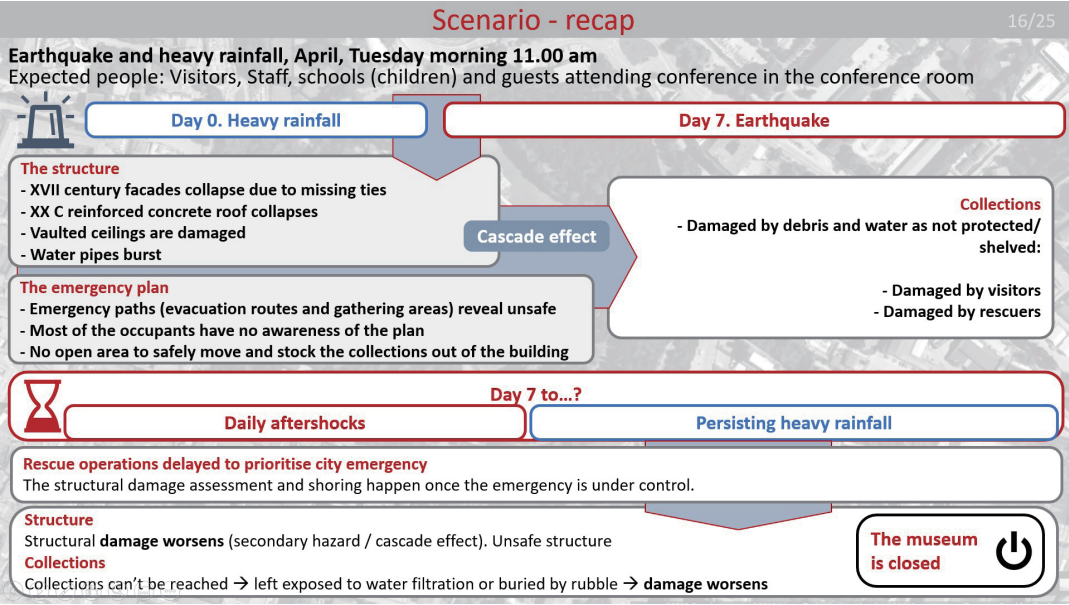 Scenario - recap
16/25
Earthquake and heavy rainfall, April, Tuesday morning 11.00 am
Expected people: Visitors, Staff, schools (children) and guests attending conference in the conference room
Day 0. Heavy rainfall
Day 7. Earthquake
The structure
- XVII century facades collapse due to missing ties
- XX C reinforced concrete roof collapses
- Vaulted ceilings are damaged
- Water pipes burst
Cascade effect
The emergency plan
- Emergency paths (evacuation routes and gathering areas) reveal unsafe
- Most of the occupants have no awareness of the plan
- No open area to safely move and stock the collections out of the building
Collections
- Damaged by debris and water as not protected/
shelved:
- Damaged by visitors
- Damaged by rescuers
Day 7 to...?
Daily aftershocks
Persisting heavy rainfall
Rescue operations delayed to prioritise city emergency
The structural damage assessment and shoring happen once the emergency is under control.
Structure
Structural damage worsens (secondary hazard / cascade effect). Unsafe structure
Collections
Collections can't be reached → left exposed to water filtration or buried by rubble → damage worsens
The museum
is closed